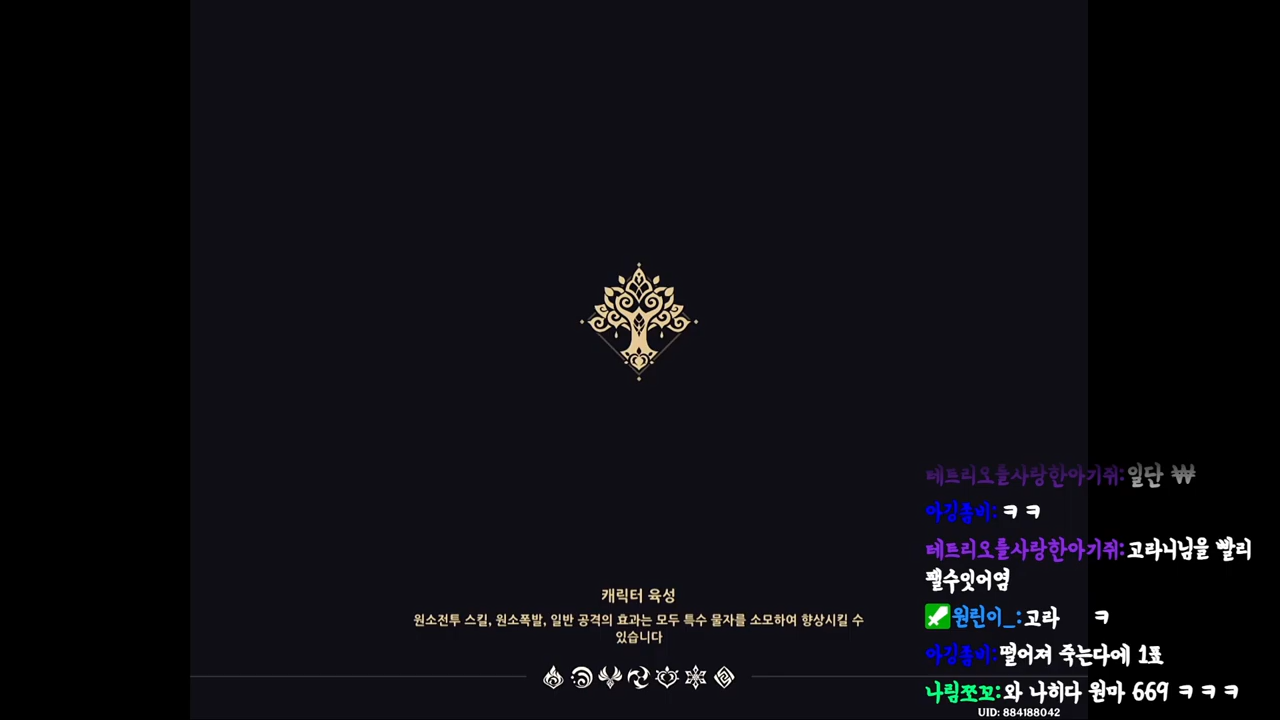 테트리오를사랑한아기쥐:일단 ₩
아깅좀비:ㅋㅋ
테트리오를사랑한아기쥐:고라니님을 빨리
팰수잇어염
원린이_:고라 ㅋ
아깅좀비:떨어져 죽는다에 1표
나림쪼꼬:와 나히다 원마 669 ㅋㅋㅋ
캐릭터 육성
원소전투 스킬, 원소폭발, 일반 공격의 효과는 모두 특수 물자를 소모하여 향상시킬 수
있습니다
UID: 884188042